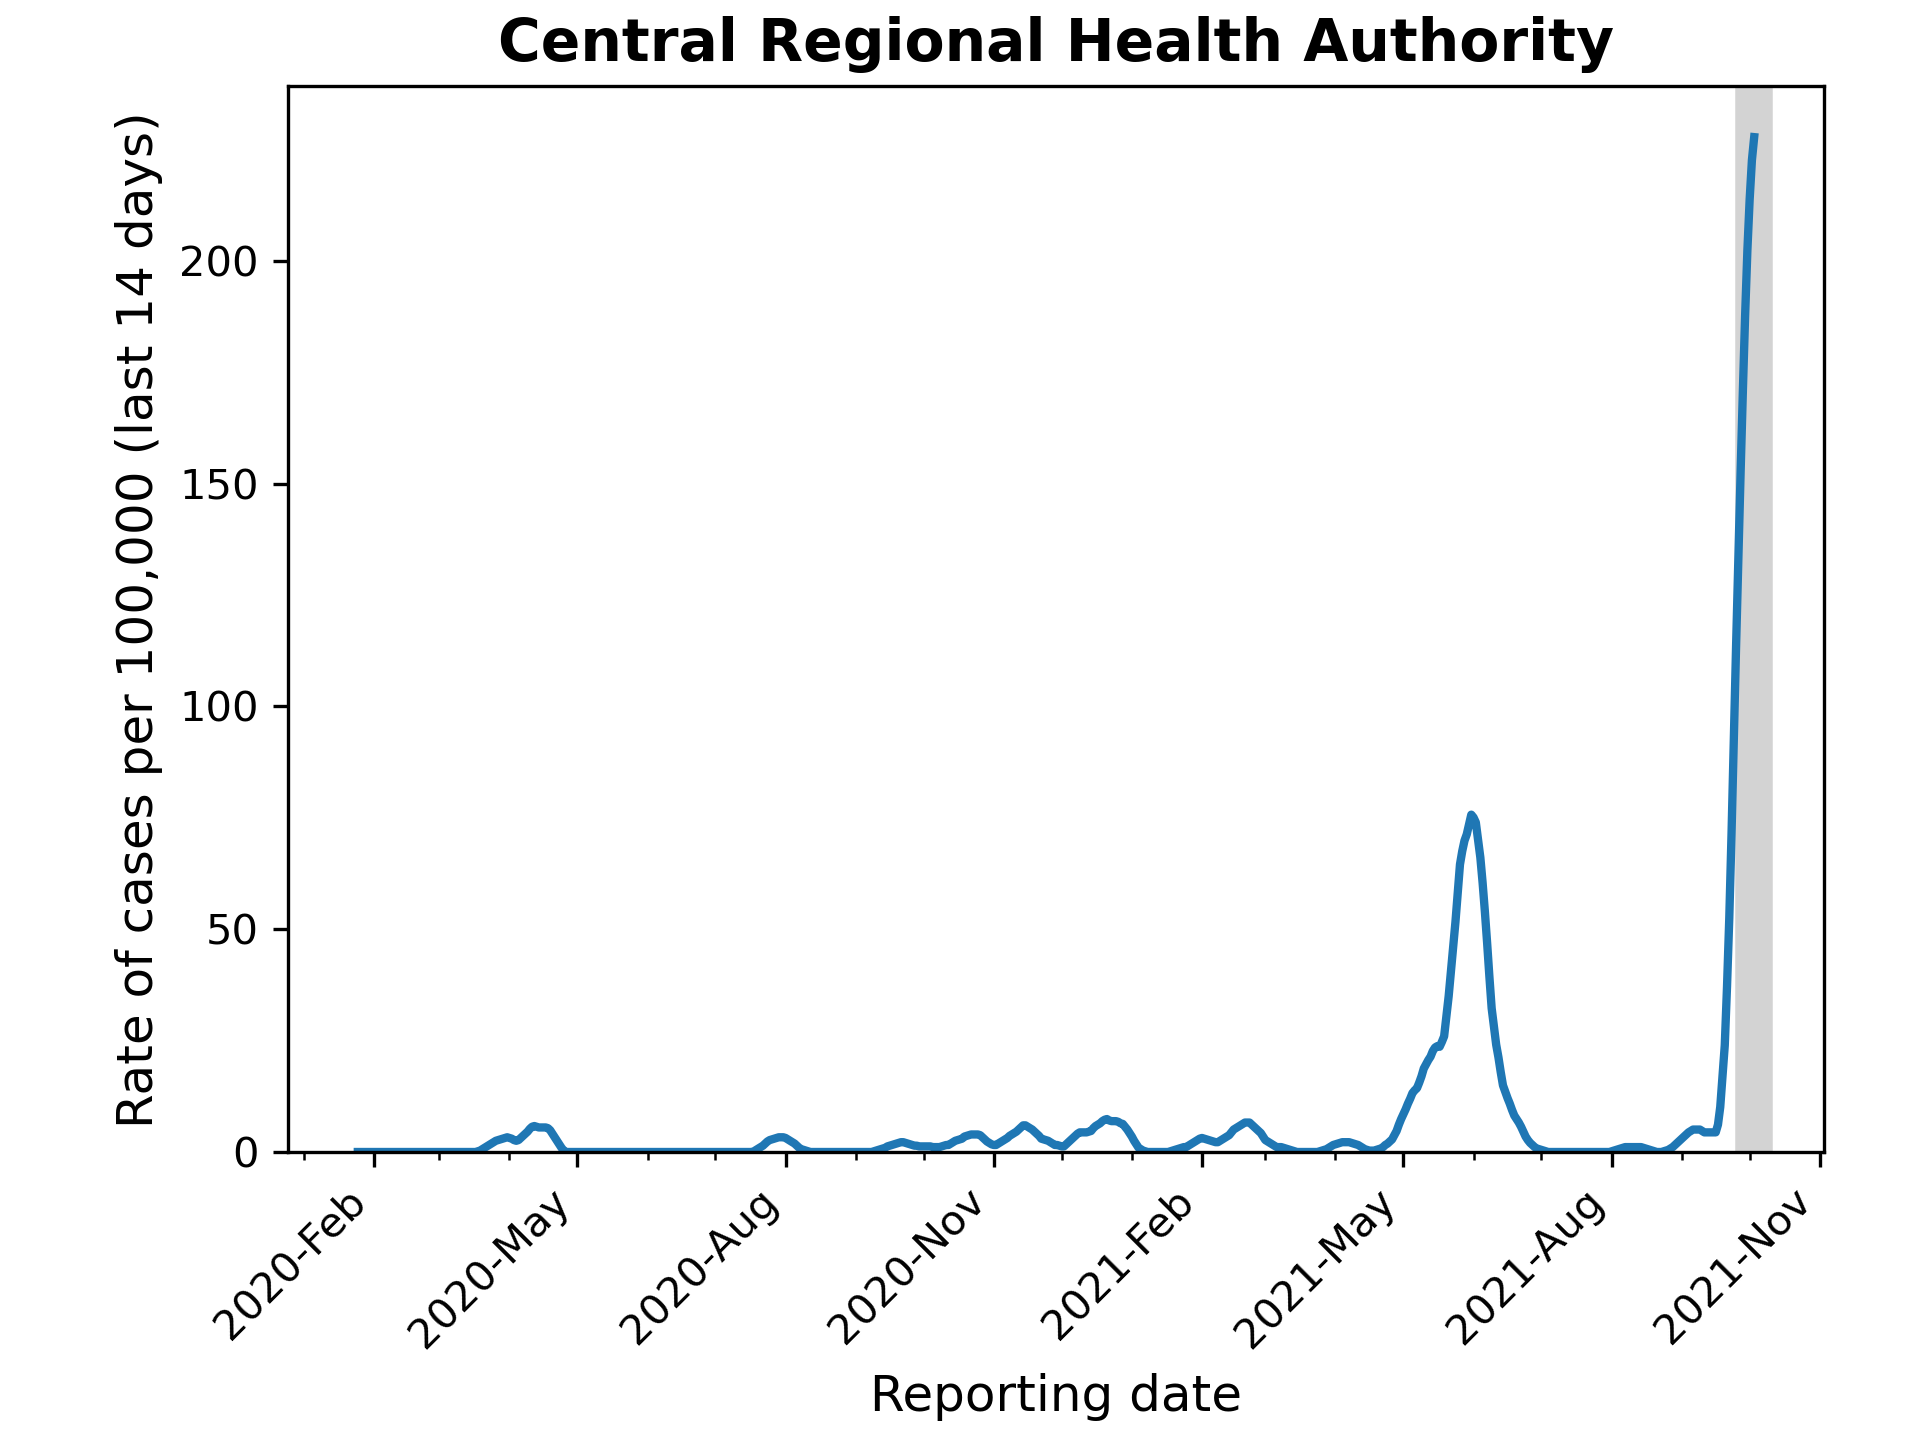 Central Regional Health Authority
Rate of cases per 100,000 (last 14 days)
200
150
100
50
0
2020-Feb
2020-May
2020-Aug
2020-Nov
2021-Feb
2021-May
2021-Aug
2021-Nov
Reporting date